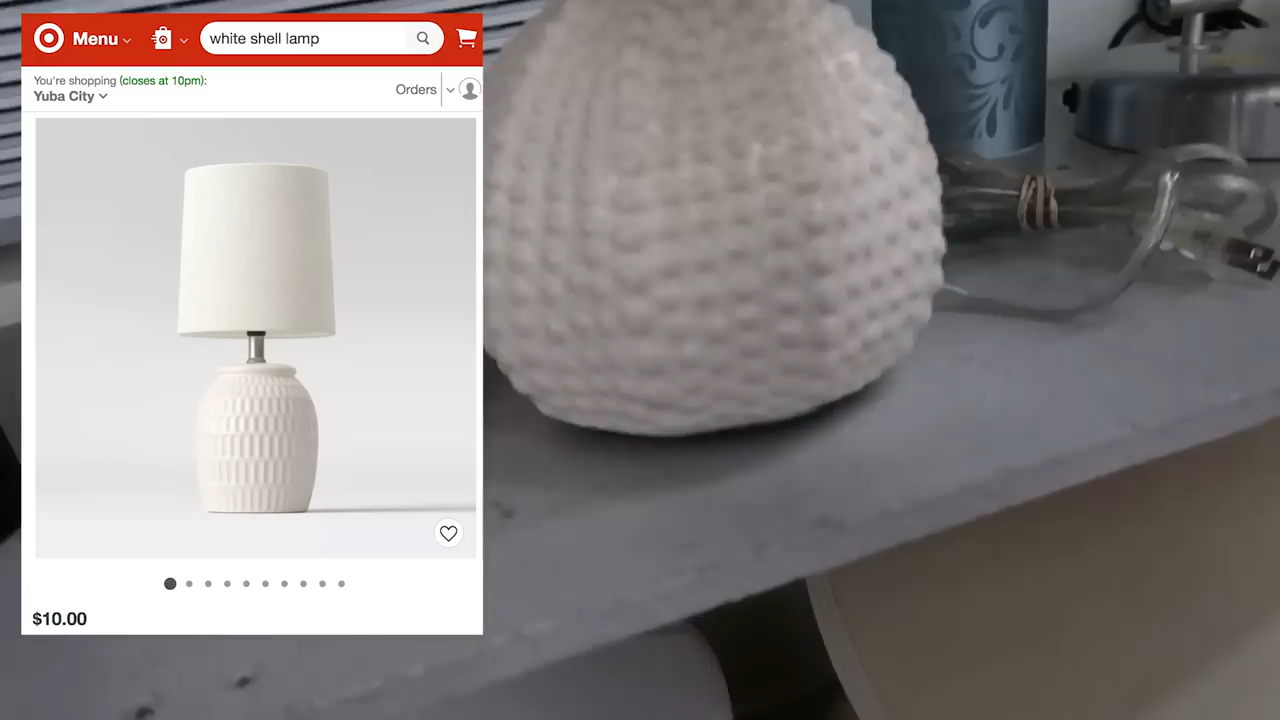 Menu
white shell lamp
You're shopping (closes at 10pm):
Yuba City
Orders
$10.00